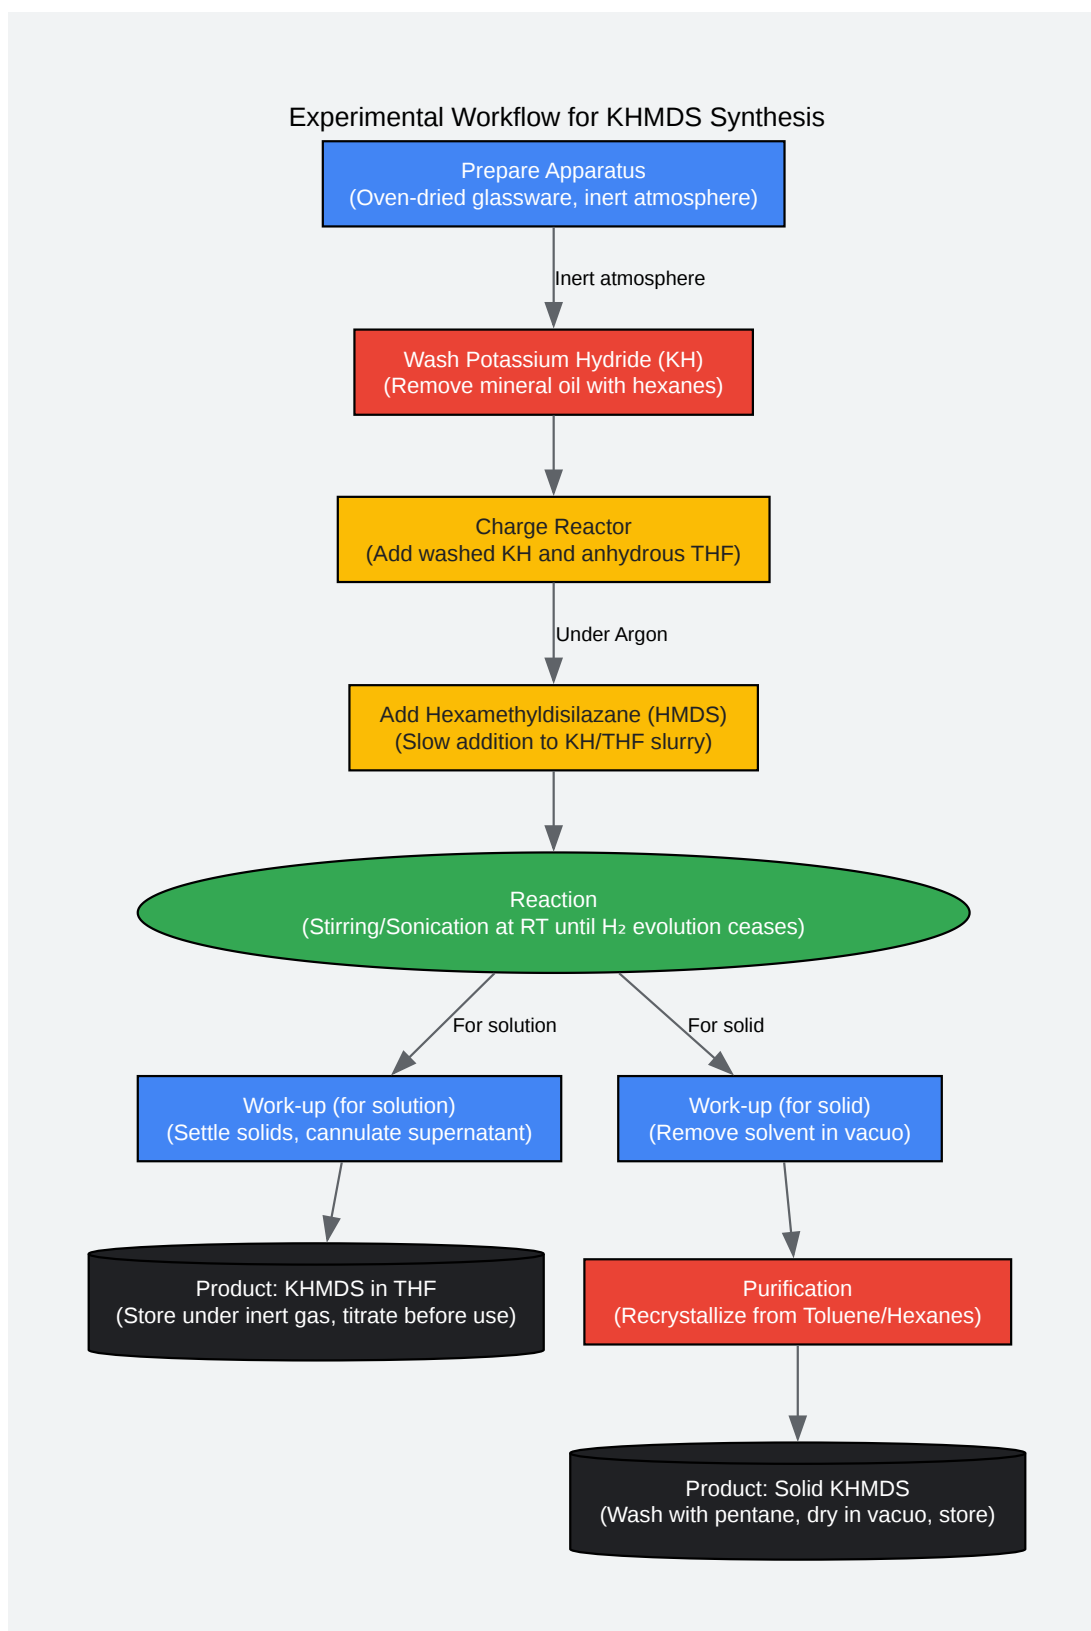 Experimental Workflow for KHMDS Synthesis
Prepare Apparatus
(Oven-dried glassware, inert atmosphere)
Inert atmosphere
Wash Potassium Hydride (KH)
(Remove mineral oil with hexanes)
Charge Reactor
(Add washed KH and anhydrous THF)
Under Argon
Add Hexamethyldisilazane (HMDS)
(Slow addition to KH/THF slurry)
Reaction
(Stirring/Sonication at RT until H₂ evolution ceases)
For solution
For solid
Work-up (for solution)
(Settle solids, cannulate supernatant)
Work-up (for solid)
(Remove solvent in vacuo)
Product: KHMDS in THF
(Store under inert gas, titrate before use)
Purification
(Recrystallize from Toluene/Hexanes)
Product: Solid KHMDS
(Wash with pentane, dry in vacuo, store)